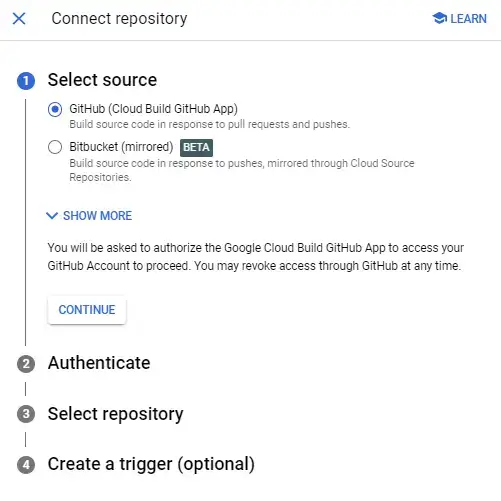 Connect repository
LEARN
1 Select source
GitHub (Cloud Build GitHub App)
Build source code in response to pull requests and pushes.
Bitbucket (mirrored) BETA
Build source code in response to pushes, mirrored through Cloud Source
Repositories.
SHOW MORE
You will be asked to authorize the Google Cloud Build GitHub App to access your
GitHub Account to proceed. You may revoke access through GitHub at any time.
CONTINUE
2 Authenticate
3 Select repository
4 Create a trigger (optional)